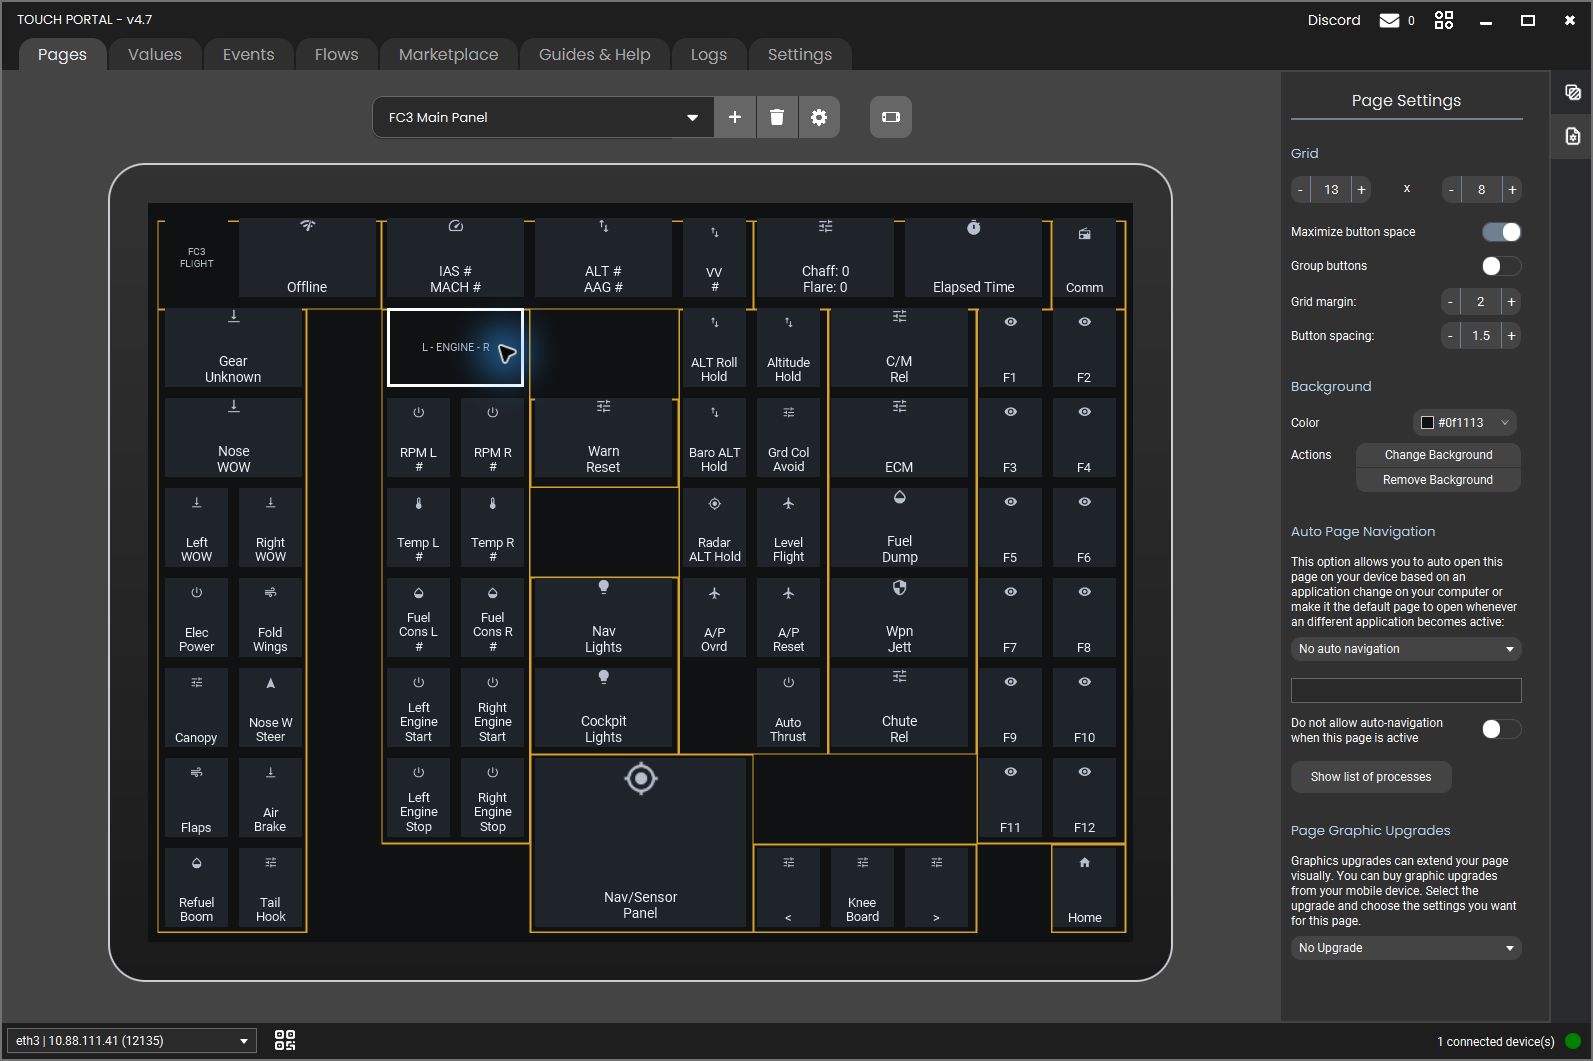 TOUCH PORTAL - v4.7
Discord
0
Pages
Values
Events
Flows
Marketplace
Guides & Help
Logs
Settings
FC3 Main Panel
+
FC3
FLIGHT
Offline
IAS #
MACH #
ALT #
AAG #
VV
#
Chaff: 0
Flare: 0
Elapsed Time
Comm
Gear
Unknown
L - ENGINE - R
ALT Roll
Hold
Altitude
Hold
C/M
Rel
F1
F2
Nose
WOW
RPM L
#
RPM R
#
Warn
Reset
Baro ALT
Hold
Grd Col
Avoid
ECM
F3
F4
Left
WOW
Right
WOW
Temp L
#
Temp R
#
Radar
ALT Hold
Level
Flight
Fuel
Dump
F5
F6
Elec
Power
Fold
Wings
Fuel
Cons L
#
Fuel
Cons R
#
Nav
Lights
A/P
Ovrd
A/P
Reset
Wpn
Jett
F7
F8
Canopy
Nose W
Steer
Left
Engine
Start
Right
Engine
Start
Cockpit
Lights
Auto
Thrust
Chute
Rel
F9
F10
Flaps
Air
Brake
Left
Engine
Stop
Right
Engine
Stop
Nav/Sensor
Panel
F11
F12
Refuel
Boom
Tail
Hook
<
Knee
Board
>
Home
Page Settings
Grid
- 13 + x - 8 +
Maximize button space
Group buttons
Grid margin: - 2 +
Button spacing: - 1.5 +
Background
Color #0f1113
Actions
Change Background
Remove Background
Auto Page Navigation
This option allows you to auto open this
page on your device based on an
application change on your computer or
make it the default page to open whenever
an different application becomes active:
No auto navigation
Do not allow auto-navigation
when this page is active
Show list of processes
Page Graphic Upgrades
Graphics upgrades can extend your page
visually. You can buy graphic upgrades
from your mobile device. Select the
upgrade and choose the settings you want
for this page.
No Upgrade
eth3 | 10.88.111.41 (12135)
1 connected device(s)